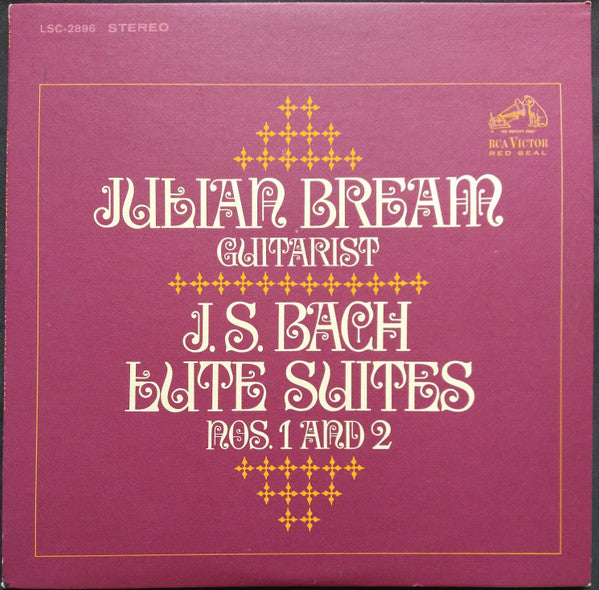 LSC-2896 STEREO
"HIS MASTER'S VOICE"
RCA VICTOR
RED SEAL
JULIAN BREAM
GUITARIST
J. S. BACH
LUTE SUITES
NOS. 1 AND 2